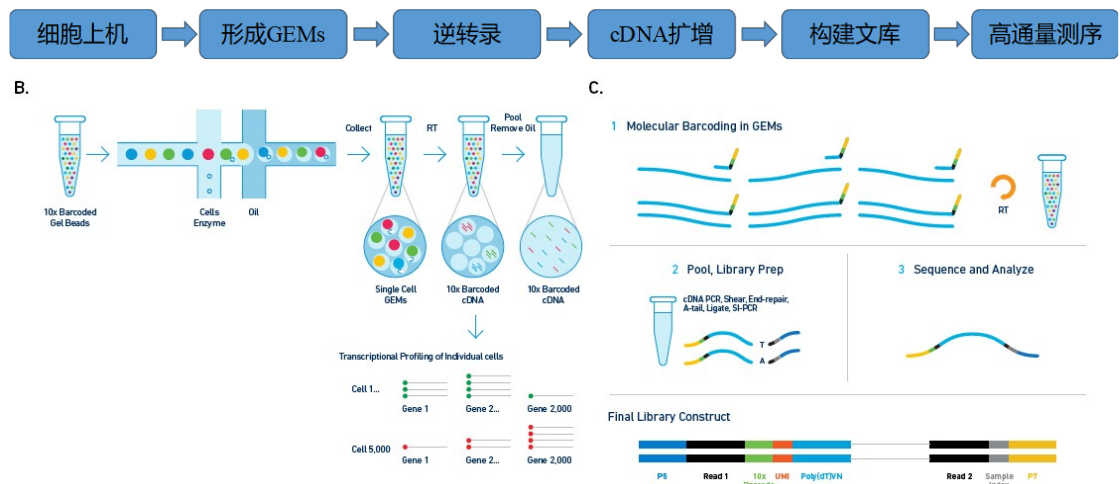 细胞上机
形成GEMs
逆转录
cDNA扩增
构建文库
高通量测序
B.
10x Barcoded
Gel Beads
Cells
Enzyme
Oil
Collect
RT
Pool
Remove Oil
Single Cell
GEMs
10x Barcoded
cDNA
10x Barcoded
cDNA
Transcriptional Profiling of Individual cells
Cell 1...
Gene 1
Gene 2...
Gene 2,000
Cell 5,000
Gene 1
Gene 2...
Gene 2,000
C.
1 Molecular Barcoding in GEMs
RT
2 Pool, Library Prep
cDNA PCR, Shear, End-repair,
A-tail, Ligate, SI-PCR
T
A
3 Sequence and Analyze
Final Library Construct
P5
Read 1
10x
UMI
Poly(dT)VN
Read 2
Sample
P7